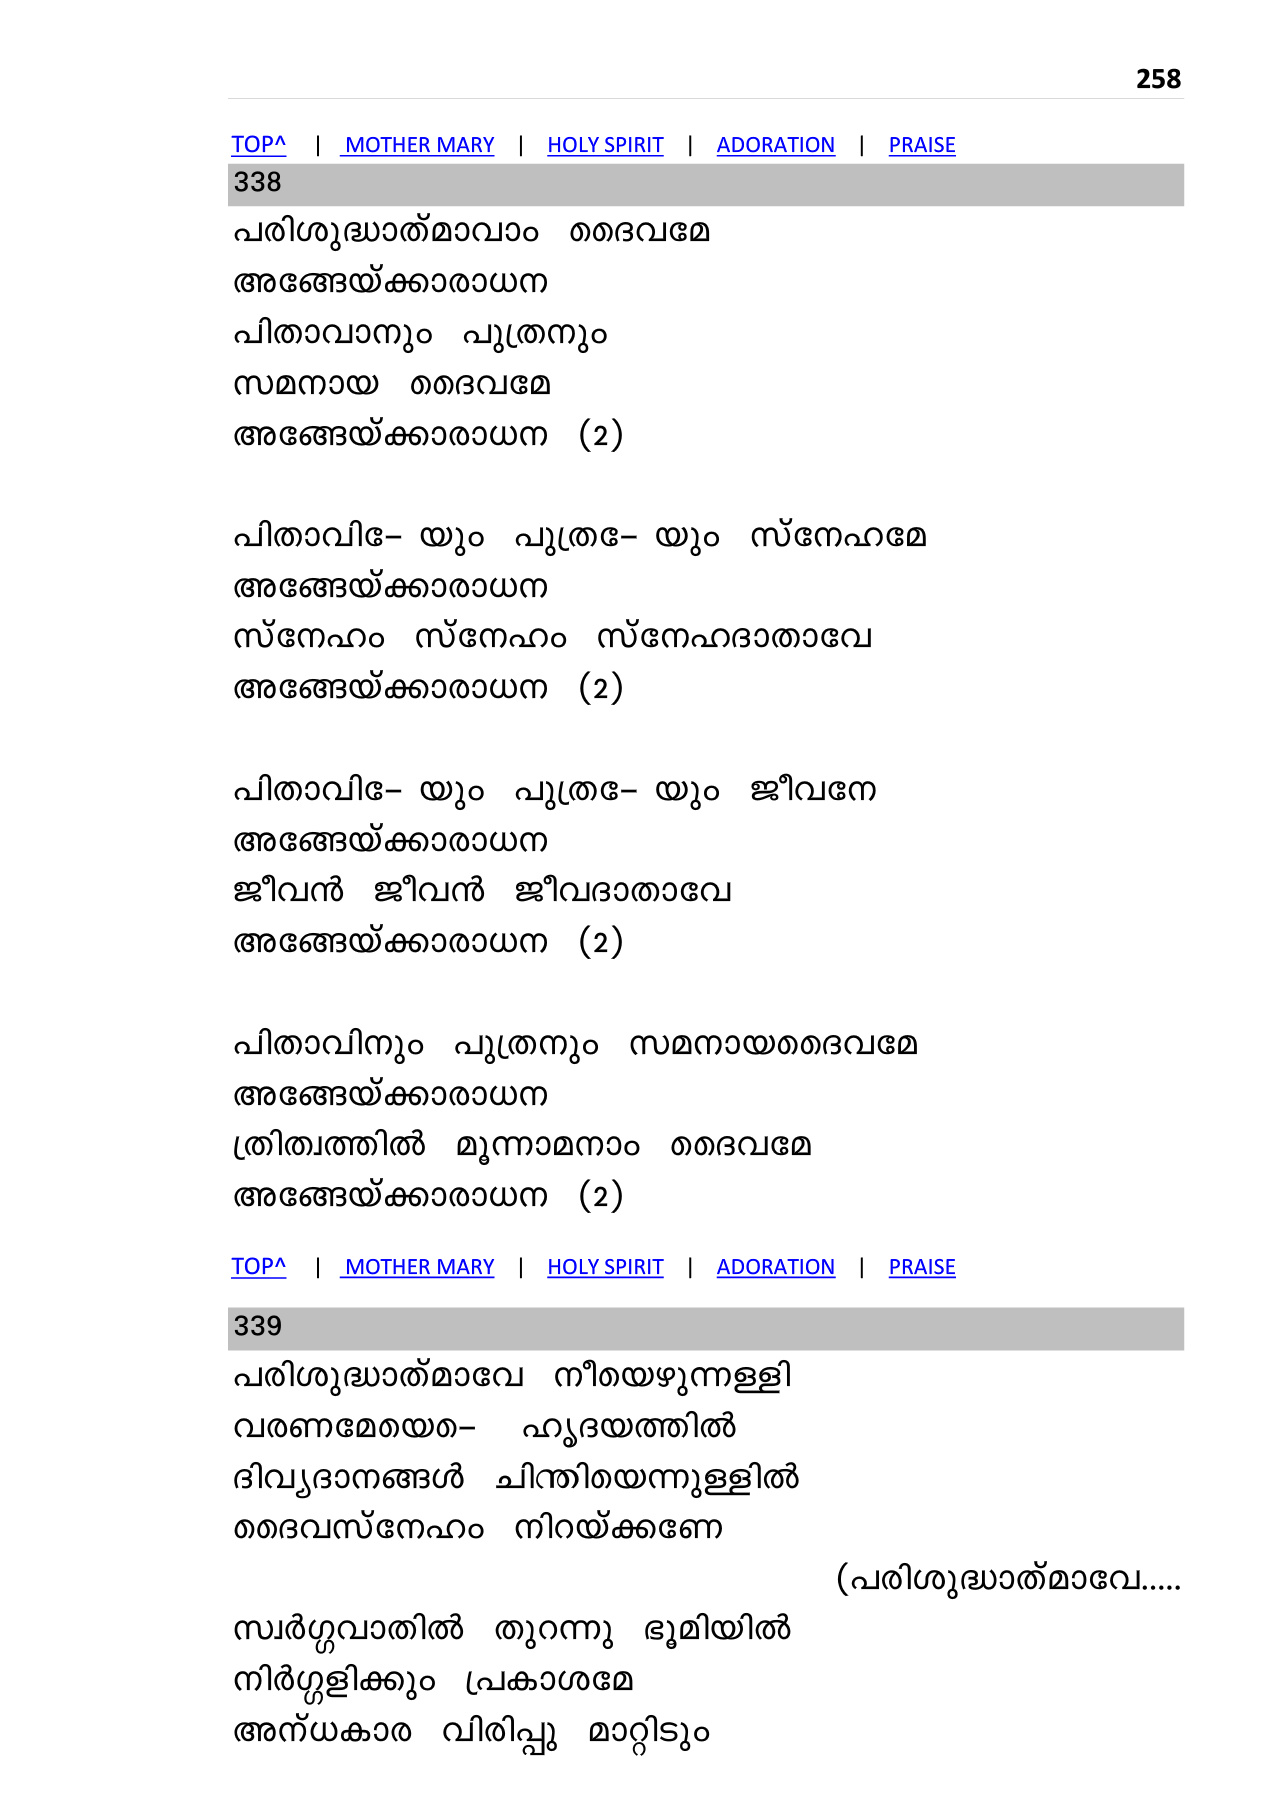 258
TOP^ | MOTHER MARY | HOLY SPIRIT | ADORATION | PRAISE
338
പരിശുദ്ധാത്മാവാം ദൈവമേ
അങ്ങേയ്ക്കാരാധന
പിതാവാനും പുത്രനും
സമനായ ദൈവമേ
അങ്ങേയ്ക്കാരാധന (2)
പിതാവിേ– യും പുത്രേ– യും സ്നേഹമേ
അങ്ങേയ്ക്കാരാധന
സ്നേഹം സ്നേഹം സ്നേഹദാതാവേ
അങ്ങേയ്ക്കാരാധന (2)
പിതാവിേ– യും പുത്രേ– യും ജീവനേ
അങ്ങേയ്ക്കാരാധന
ജീവൻ ജീവൻ ജീവദാതാവേ
അങ്ങേയ്ക്കാരാധന (2)
പിതാവിനും പുത്രനും സമനായദൈവമേ
അങ്ങേയ്ക്കാരാധന
ത്രിത്വത്തിൽ മൂന്നാമനാം ദൈവമേ
അങ്ങേയ്ക്കാരാധന (2)
TOP^ | MOTHER MARY | HOLY SPIRIT | ADORATION | PRAISE
339
പരിശുദ്ധാത്മാവേ നീയെഴുന്നള്ളി
വരണമേയെെ– ഹൃദയത്തിൽ
ദിവ്യദാനങ്ങൾ ചിന്തിയെന്നുള്ളിൽ
ദൈവസ്നേഹം നിറയ്ക്കണേ
(പരിശുദ്ധാത്മാവേ.....
സ്വർഗ്ഗവാതിൽ തുറന്നു ഭൂമിയിൽ
നിർഗ്ഗളിക്കും പ്രകാശമേ
അന്ധകാര വിരിപ്പു മാറ്റിടും